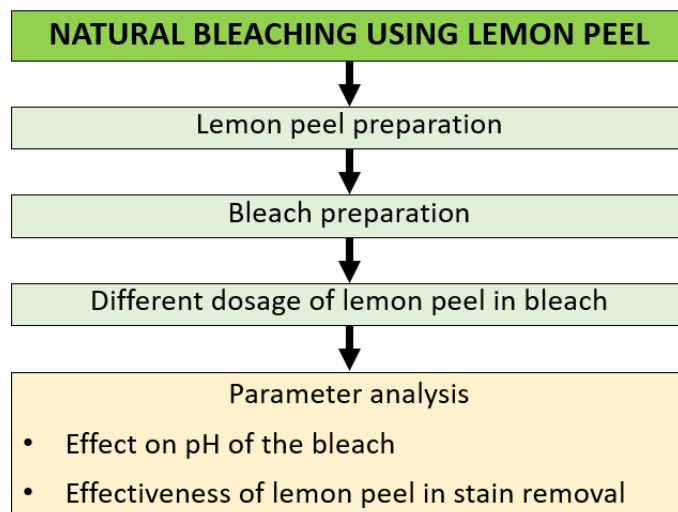 NATURAL BLEACHING USING LEMON PEEL
Lemon peel preparation
Bleach preparation
Different dosage of lemon peel in bleach
Parameter analysis
• Effect on pH of the bleach
• Effectiveness of lemon peel in stain removal